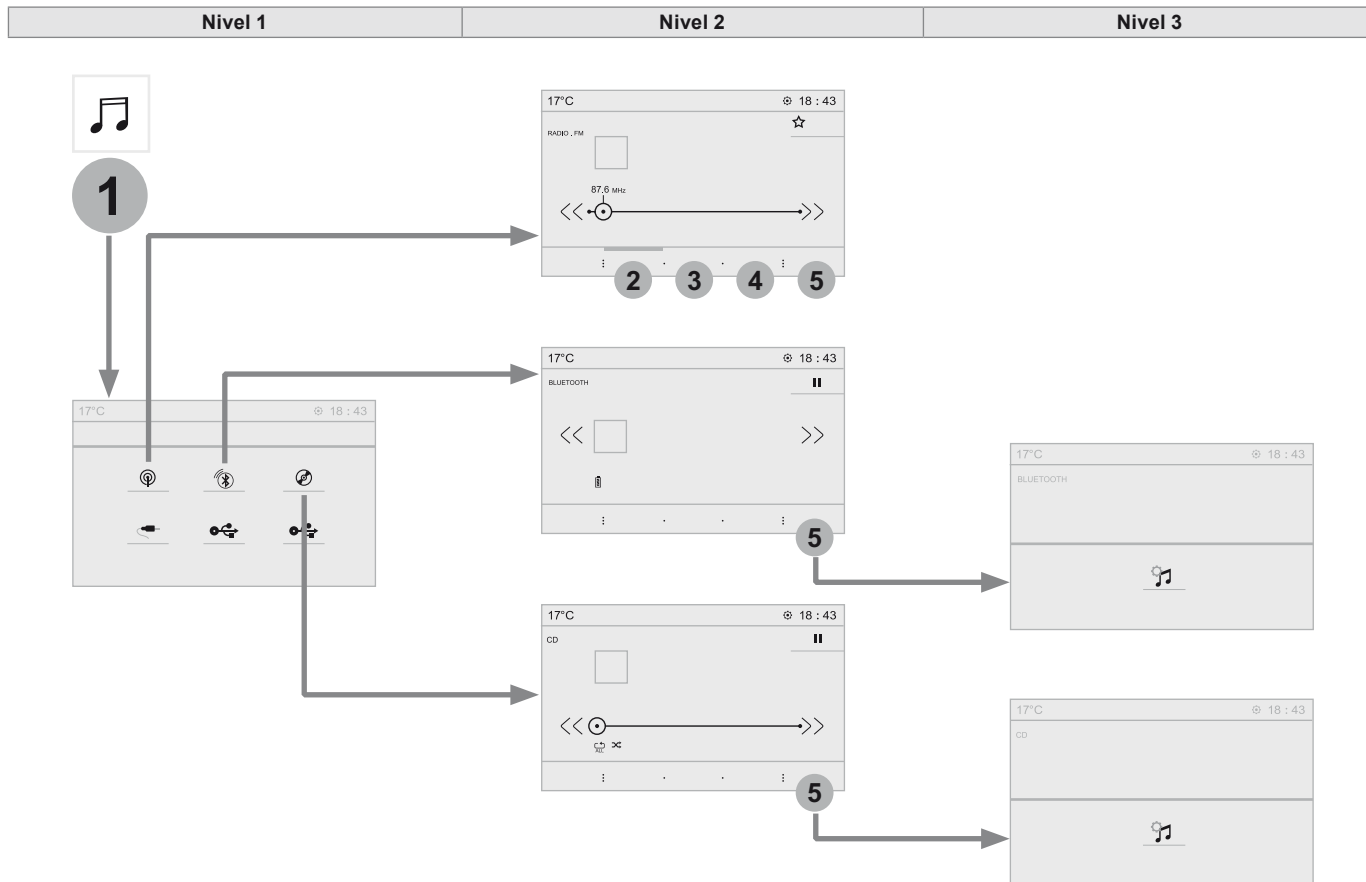 Nivel 1
Nivel 2
Nivel 3
1
17°C 18 : 43
RADIO . FM
87.6 MHz
2 3 4 5
17°C 18 : 43
BLUETOOTH
5
17°C 18 : 43
17°C 18 : 43
BLUETOOTH
17°C 18 : 43
CD
ALL
5
17°C 18 : 43
CD